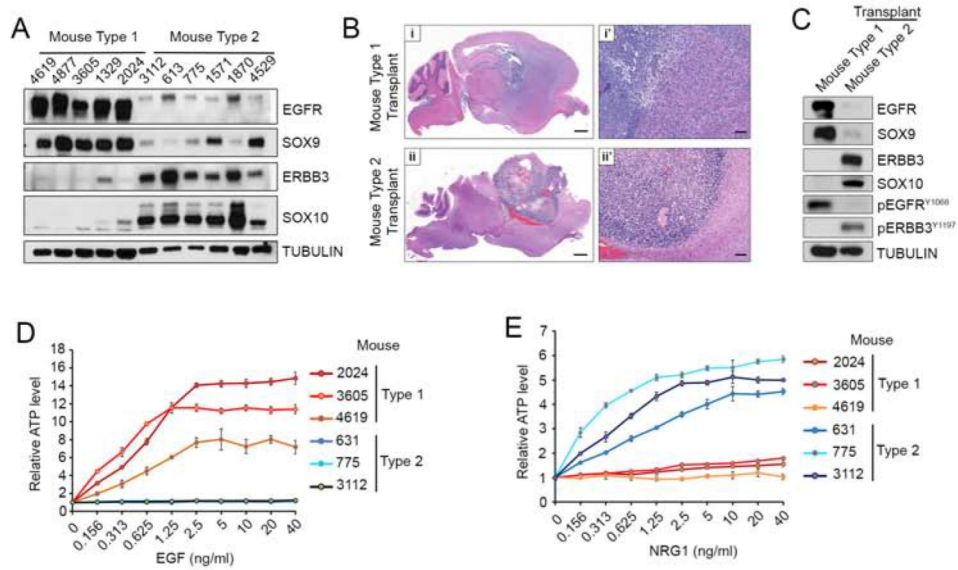 A
Mouse Type 1 Mouse Type 2
4619 4877 3605 1329 2024 3112 613 775 1571 1870 4529
EGFR
SOX9
ERBB3
SOX10
TUBULIN
B
Mouse Type 1
Transplant
i
i'
Mouse Type 2
Transplant
ii
ii'
C
Transplant
Mouse Type 1
Mouse Type 2
EGFR
SOX9
ERBB3
SOX10
pEGFRY1068
pERBB3Y1197
TUBULIN
D
Relative ATP level
18
16
14
12
10
8
6
4
2
1
0
0 0.156 0.313 0.625 1.25 2.5 5 10 20 40
EGF (ng/ml)
Mouse
2024
3605
4619
Type 1
631
775
3112
Type 2
E
Relative ATP level
7
6
5
4
3
2
1
0
0 0.156 0.313 0.625 1.25 2.5 5 10 20 40
NRG1 (ng/ml)
Mouse
2024
3605
4619
Type 1
631
775
3112
Type 2